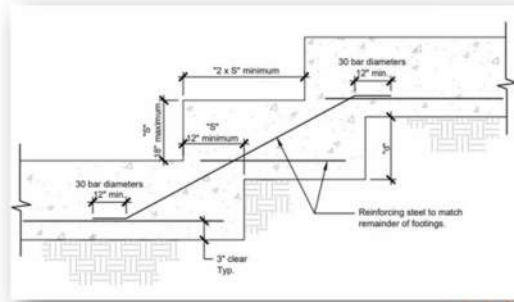 "2 x S" minimum
30 bar diameters
12" min.
"S"
18" maximum
"S"
12" minimum
"d"
30 bar diameters
12" min.
Reinforcing steel to match
remainder of footings.
3" clear
Typ.